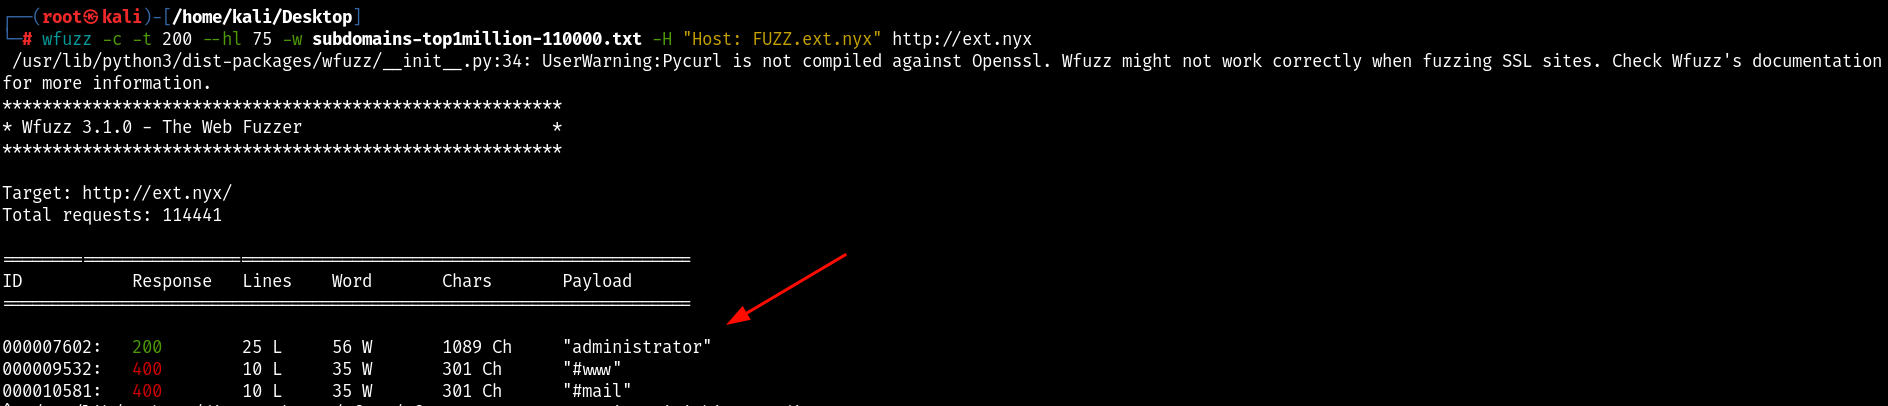 ┌──(root㉿kali)-[/home/kali/Desktop]
└─# wfuzz -c -t 200 --hl 75 -w subdomains-top1million-110000.txt -H "Host: FUZZ.ext.nyx" http://ext.nyx
/usr/lib/python3/dist-packages/wfuzz/__init__.py:34: UserWarning:Pycurl is not compiled against Openssl. Wfuzz might not work correctly when fuzzing SSL sites. Check Wfuzz's documentation
for more information.
********************************************************
* Wfuzz 3.1.0 - The Web Fuzzer                         *
********************************************************
Target: http://ext.nyx/
Total requests: 114441
=====================================================================
ID           Response   Lines    Word       Chars       Payload
=====================================================================
000007602:   200        25 L     56 W       1089 Ch     "administrator"
000009532:   400        10 L     35 W       301 Ch      "#www"
000010581:   400        10 L     35 W       301 Ch      "#mail"